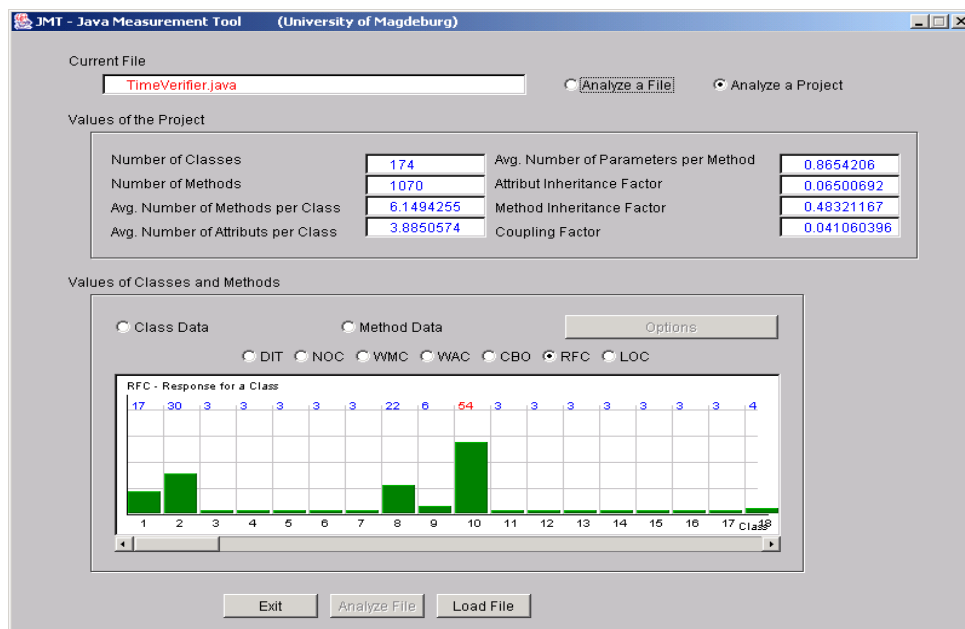 JMT - Java Measurement Tool (University of Magdeburg)
Current File
TimeVerifier.java
Analyze a File
Analyze a Project
Values of the Project
Number of Classes 174
Avg. Number of Parameters per Method 0.8654206
Number of Methods 1070
Attribut Inheritance Factor 0.06500692
Avg. Number of Methods per Class 6.1494255
Method Inheritance Factor 0.48321167
Avg. Number of Attributs per Class 3.8850574
Coupling Factor 0.041060396
Values of Classes and Methods
Class Data
Method Data
Options
DIT NOC WMC WAC CBO RFC LOC
RFC - Response for a Class
17 30 3 3 3 3 3 22 6 54 3 3 3 3 3 3 3 4
1 2 3 4 5 6 7 8 9 10 11 12 13 14 15 16 17 18
Class
Exit
Analyze File
Load File